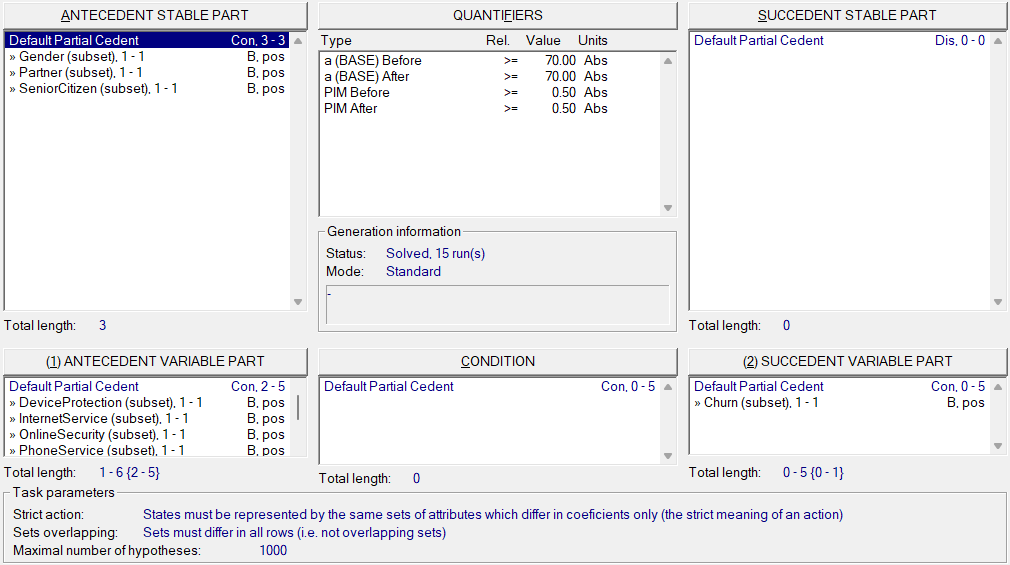 ANTECEDENT STABLE PART
Default Partial Cedent Con, 3 - 3
» Gender (subset), 1 - 1 B, pos
» Partner (subset), 1 - 1 B, pos
» SeniorCitizen (subset), 1 - 1 B, pos
Total length: 3
QUANTIFIERS
Type Rel. Value Units
a (BASE) Before >= 70.00 Abs
a (BASE) After >= 70.00 Abs
PIM Before >= 0.50 Abs
PIM After >= 0.50 Abs
Generation information
Status: Solved, 15 run(s)
Mode: Standard
-
SUCCEDENT STABLE PART
Default Partial Cedent Dis, 0 - 0
Total length: 0
(1) ANTECEDENT VARIABLE PART
Default Partial Cedent Con, 2 - 5
» DeviceProtection (subset), 1 - 1 B, pos
» InternetService (subset), 1 - 1 B, pos
» OnlineSecurity (subset), 1 - 1 B, pos
» PhoneService (subset), 1 - 1 B, pos
Total length: 1 - 6 {2 - 5}
CONDITION
Default Partial Cedent Con, 0 - 5
Total length: 0
(2) SUCCEDENT VARIABLE PART
Default Partial Cedent Con, 0 - 5
» Churn (subset), 1 - 1 B, pos
Total length: 0 - 5 {0 - 1}
Task parameters
Strict action: States must be represented by the same sets of attributes which differ in coeficients only (the strict meaning of an action)
Sets overlapping: Sets must differ in all rows (i.e. not overlapping sets)
Maximal number of hypotheses: 1000